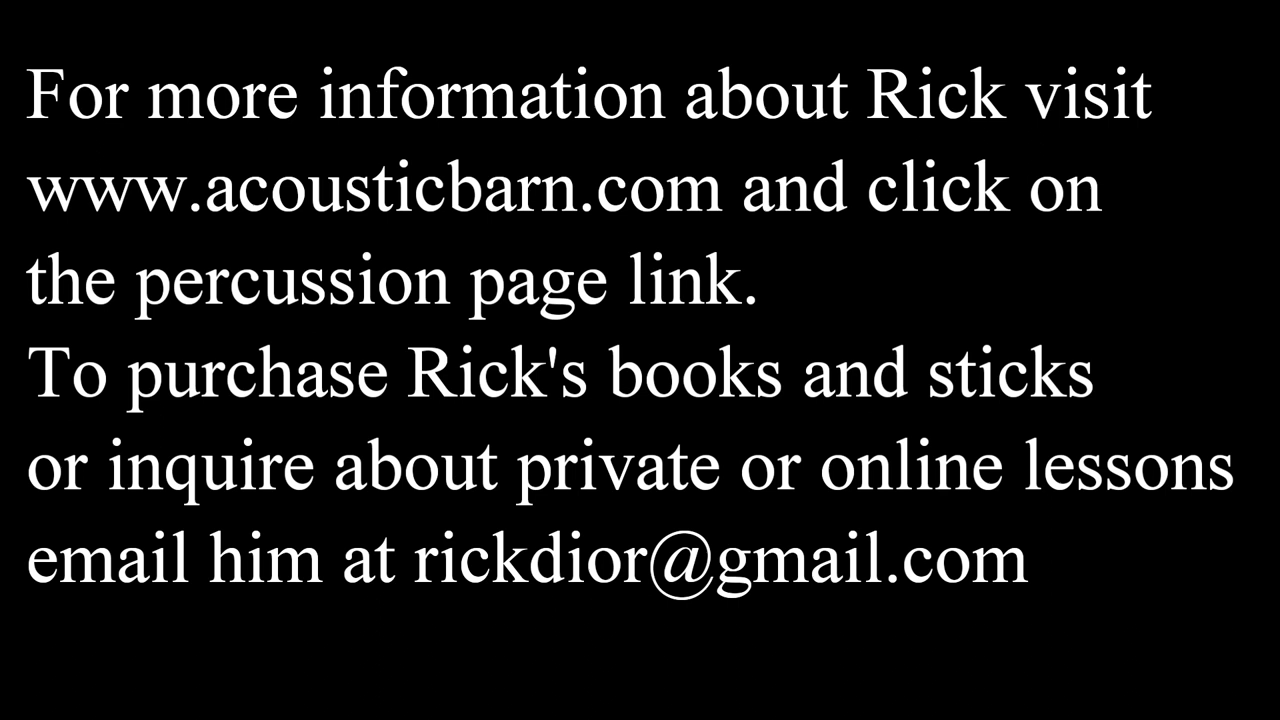 For more information about Rick visit
www.acousticbarn.com and click on
the percussion page link.
To purchase Rick's books and sticks
or inquire about private or online lessons
email him at rickdior@gmail.com